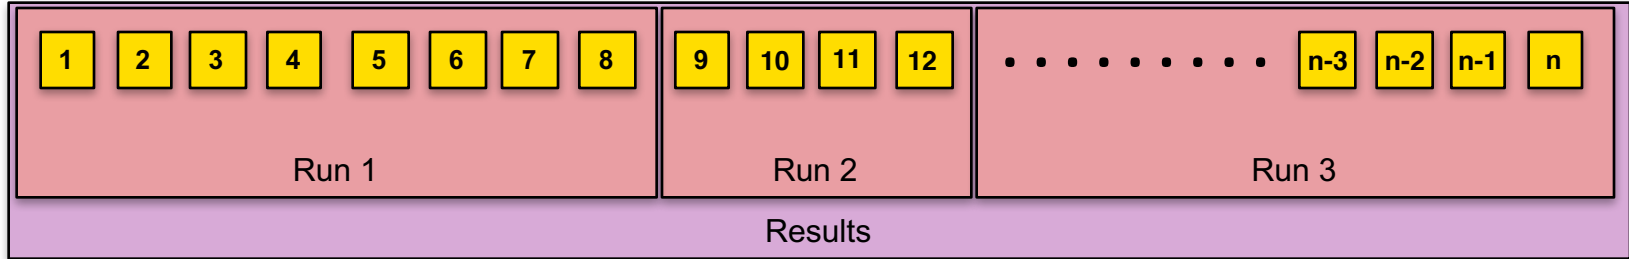 1 2 3 4 5 6 7 8 9 10 11 12 . . . . . . . . . n-3 n-2 n-1 n
Run 1 Run 2 Run 3
Results